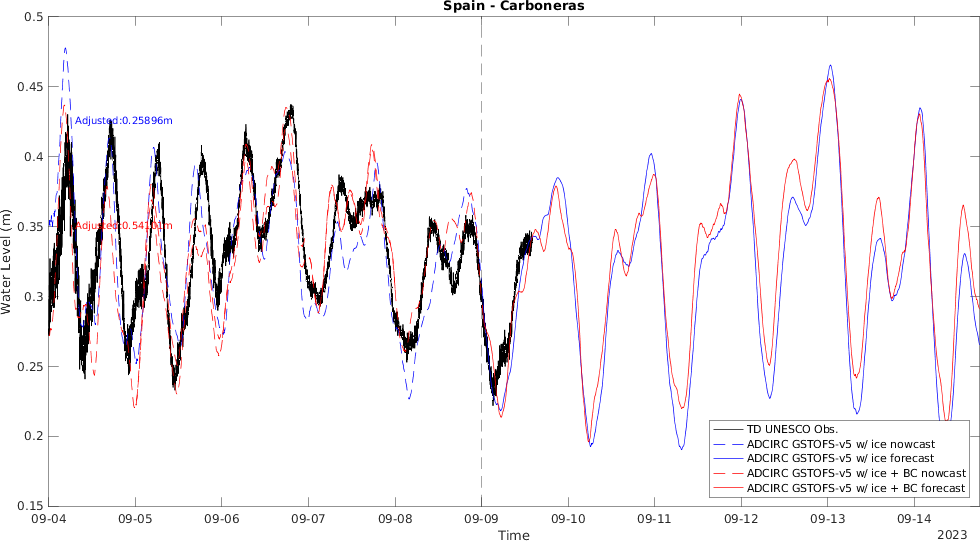 Spain - Carboneras
0.5
0.45
0.4
0.35
0.3
0.25
0.2
0.15
Water Level (m)
Adjusted:0.25896m
09-04
09-05
09-06
09-07
09-08
09-09
09-10
09-11
09-12
09-13
09-14
Time
2023
TD UNESCO Obs.
ADCIRC GSTOFS-v5 w/ ice nowcast
ADCIRC GSTOFS-v5 w/ ice forecast
ADCIRC GSTOFS-v5 w/ ice + BC nowcast
ADCIRC GSTOFS-v5 w/ ice + BC forecast